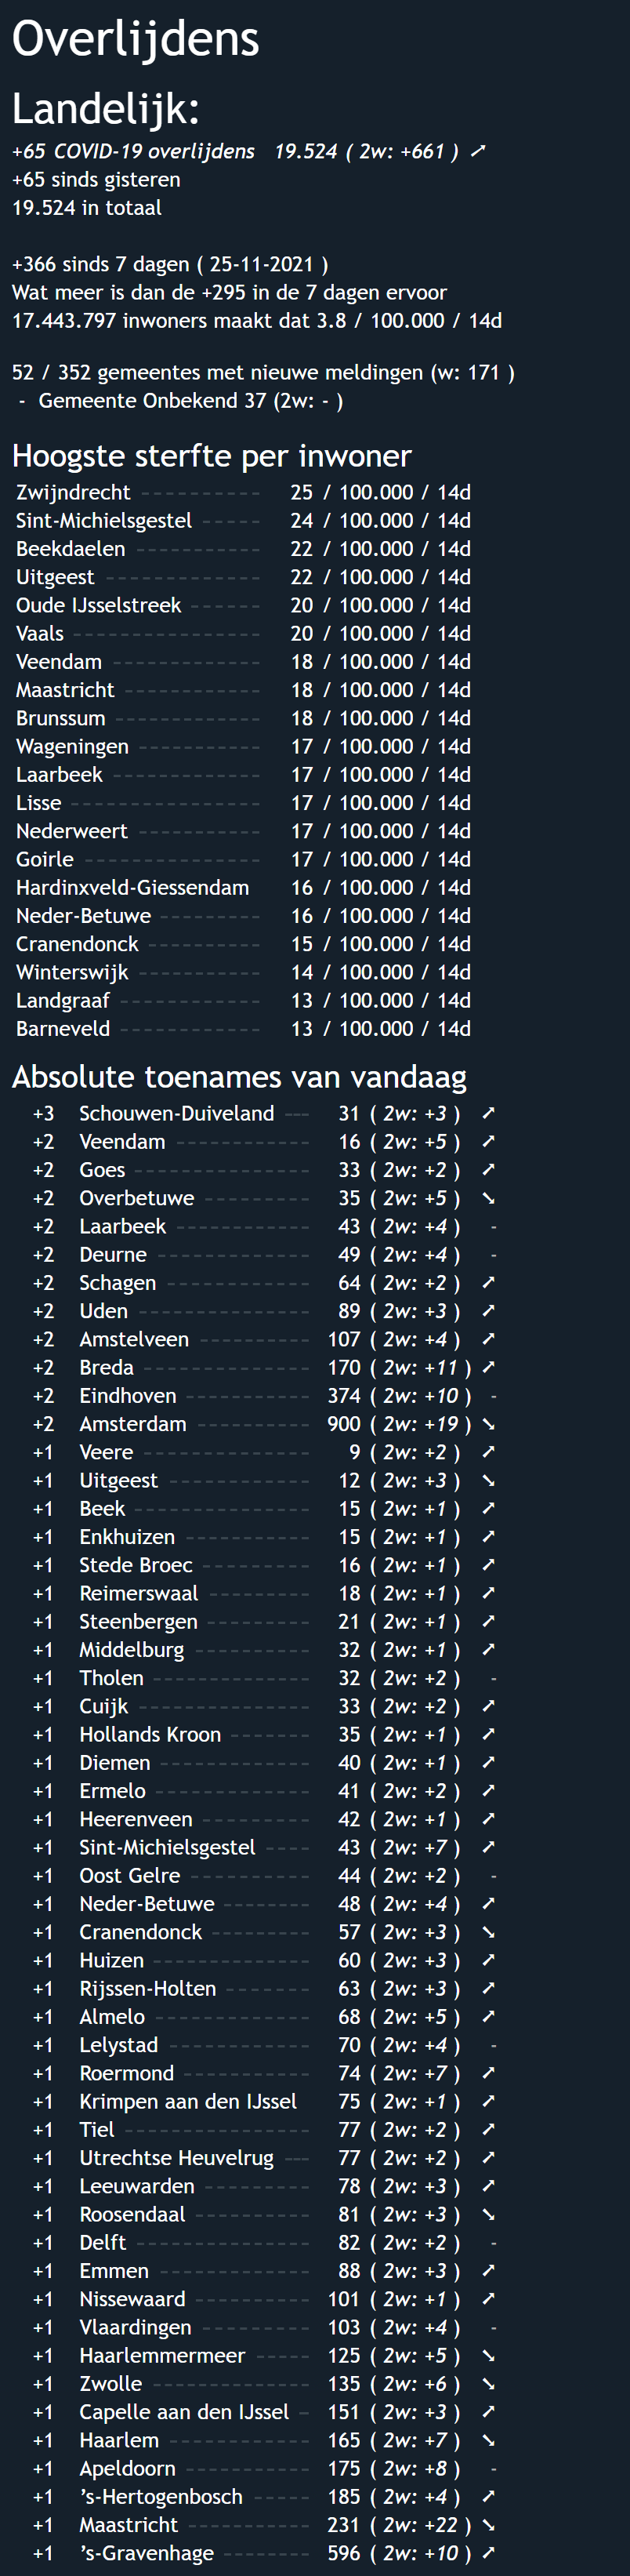 Overlijdens
Landelijk:
+65 COVID-19 overlijdens 19.524 ( 2w: +661 ) ➚
+65 sinds gisteren
19.524 in totaal
+366 sinds 7 dagen ( 25-11-2021 )
Wat meer is dan de +295 in de 7 dagen ervoor
17.443.797 inwoners maakt dat 3.8 / 100.000 / 14d
52 / 352 gemeentes met nieuwe meldingen (w: 171 )
- Gemeente Onbekend 37 (2w: - )
Hoogste sterfte per inwoner
Zwijndrecht ---------- 25 / 100.000 / 14d
Sint-Michielsgestel ----- 24 / 100.000 / 14d
Beekdaelen ----------- 22 / 100.000 / 14d
Uitgeest ------------- 22 / 100.000 / 14d
Oude IJsselstreek ------ 20 / 100.000 / 14d
Vaals ---------------- 20 / 100.000 / 14d
Veendam ------------- 18 / 100.000 / 14d
Maastricht ------------ 18 / 100.000 / 14d
Brunssum ------------- 18 / 100.000 / 14d
Wageningen ----------- 17 / 100.000 / 14d
Laarbeek ------------- 17 / 100.000 / 14d
Lisse ---------------- 17 / 100.000 / 14d
Nederweert ----------- 17 / 100.000 / 14d
Goirle --------------- 17 / 100.000 / 14d
Hardinxveld-Giessendam 16 / 100.000 / 14d
Neder-Betuwe --------- 16 / 100.000 / 14d
Cranendonck ---------- 15 / 100.000 / 14d
Winterswijk ----------- 14 / 100.000 / 14d
Landgraaf ------------ 13 / 100.000 / 14d
Barneveld ------------ 13 / 100.000 / 14d
Absolute toenames van vandaag
+3 Schouwen-Duiveland --- 31 ( 2w: +3 ) ➚
+2 Veendam ------------ 16 ( 2w: +5 ) ➚
+2 Goes --------------- 33 ( 2w: +2 ) ➚
+2 Overbetuwe --------- 35 ( 2w: +5 ) ➘
+2 Laarbeek ------------ 43 ( 2w: +4 ) -
+2 Deurne ------------- 49 ( 2w: +4 ) -
+2 Schagen ------------ 64 ( 2w: +2 ) ➚
+2 Uden --------------- 89 ( 2w: +3 ) ➚
+2 Amstelveen ---------- 107 ( 2w: +4 ) ➚
+2 Breda -------------- 170 ( 2w: +11 ) ➚
+2 Eindhoven ----------- 374 ( 2w: +10 ) -
+2 Amsterdam ---------- 900 ( 2w: +19 ) ➘
+1 Veere -------------- 9 ( 2w: +2 ) ➚
+1 Uitgeest ------------ 12 ( 2w: +3 ) ➘
+1 Beek --------------- 15 ( 2w: +1 ) ➚
+1 Enkhuizen ----------- 15 ( 2w: +1 ) ➚
+1 Stede Broec --------- 16 ( 2w: +1 ) ➚
+1 Reimerswaal --------- 18 ( 2w: +1 ) ➚
+1 Steenbergen --------- 21 ( 2w: +1 ) ➚
+1 Middelburg ---------- 32 ( 2w: +1 ) ➚
+1 Tholen -------------- 32 ( 2w: +2 ) -
+1 Cuijk --------------- 33 ( 2w: +2 ) ➚
+1 Hollands Kroon ------- 35 ( 2w: +1 ) ➚
+1 Diemen ------------- 40 ( 2w: +1 ) ➚
+1 Ermelo ------------- 41 ( 2w: +2 ) ➚
+1 Heerenveen --------- 42 ( 2w: +1 ) ➚
+1 Sint-Michielsgestel ---- 43 ( 2w: +7 ) ➚
+1 Oost Gelre ---------- 44 ( 2w: +2 ) -
+1 Neder-Betuwe -------- 48 ( 2w: +4 ) ➚
+1 Cranendonck --------- 57 ( 2w: +3 ) ➘
+1 Huizen -------------- 60 ( 2w: +3 ) ➚
+1 Rijssen-Holten ------- 63 ( 2w: +3 ) ➚
+1 Almelo ------------- 68 ( 2w: +5 ) ➚
+1 Lelystad ------------ 70 ( 2w: +4 ) -
+1 Roermond ----------- 74 ( 2w: +7 ) ➚
+1 Krimpen aan den IJssel 75 ( 2w: +1 ) ➚
+1 Tiel ---------------- 77 ( 2w: +2 ) ➚
+1 Utrechtse Heuvelrug --- 77 ( 2w: +2 ) ➚
+1 Leeuwarden --------- 78 ( 2w: +3 ) ➚
+1 Roosendaal ---------- 81 ( 2w: +3 ) ➘
+1 Delft --------------- 82 ( 2w: +2 ) -
+1 Emmen ------------- 88 ( 2w: +3 ) ➚
+1 Nissewaard ---------- 101 ( 2w: +1 ) ➚
+1 Vlaardingen --------- 103 ( 2w: +4 ) -
+1 Haarlemmermeer ----- 125 ( 2w: +5 ) ➘
+1 Zwolle -------------- 135 ( 2w: +6 ) ➘
+1 Capelle aan den IJssel - 151 ( 2w: +3 ) ➚
+1 Haarlem ------------ 165 ( 2w: +7 ) ➘
+1 Apeldoorn ----------- 175 ( 2w: +8 ) -
+1 ’s-Hertogenbosch ----- 185 ( 2w: +4 ) ➚
+1 Maastricht ----------- 231 ( 2w: +22 ) ➘
+1 ’s-Gravenhage -------- 596 ( 2w: +10 ) ➚